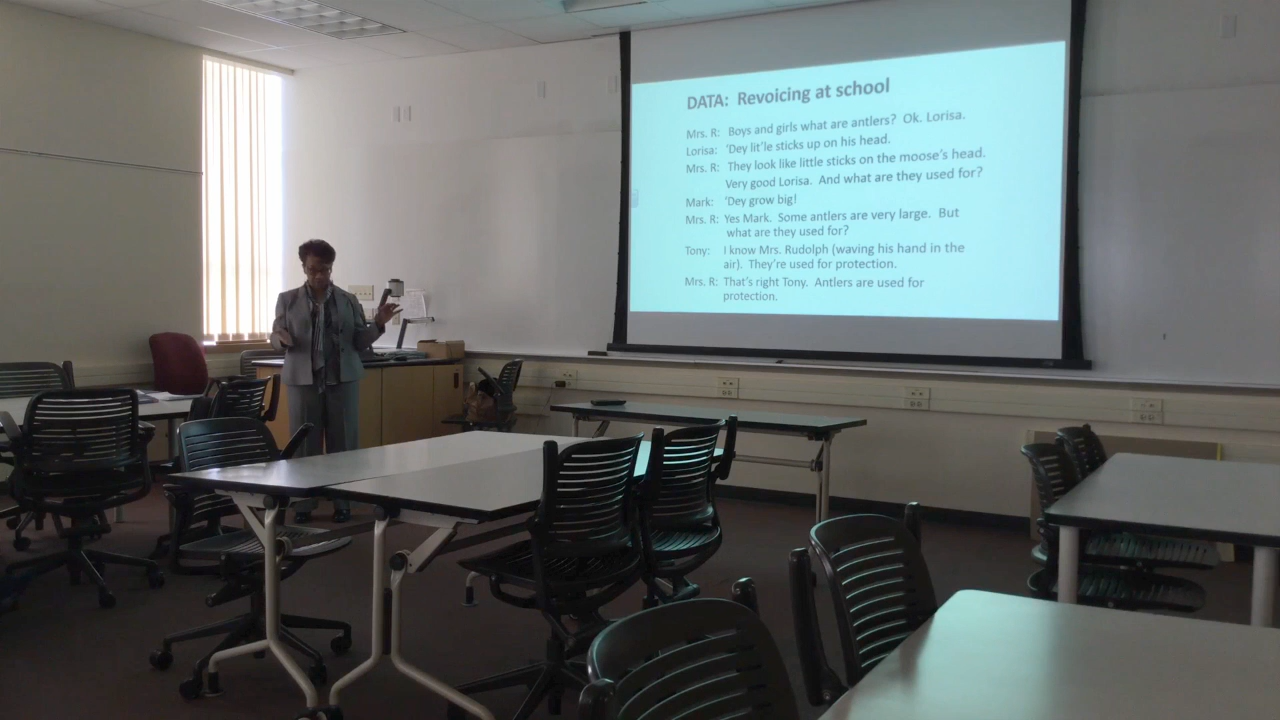 DATA: Revoicing at school
Mrs. R: Boys and girls what are antlers? Ok. Lorisa.
Lorisa: ‘Dey lit’le sticks up on his head.
Mrs. R: They look like little sticks on the moose’s head.
Very good Lorisa. And what are they used for?
Mark: ‘Dey grow big!
Mrs. R: Yes Mark. Some antlers are very large. But
what are they used for?
Tony: I know Mrs. Rudolph (waving his hand in the
air). They’re used for protection.
Mrs. R: That’s right Tony. Antlers are used for
protection.